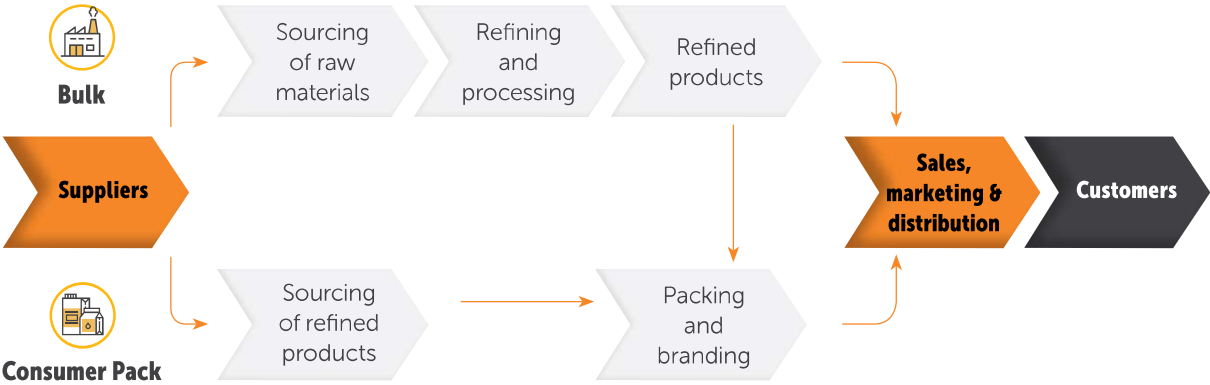 Bulk
Sourcing
of raw
materials
Refining
and
processing
Refined
products
Suppliers
Sales,
marketing &
distribution
Customers
Consumer Pack
Sourcing
of refined
products
Packing
and
branding